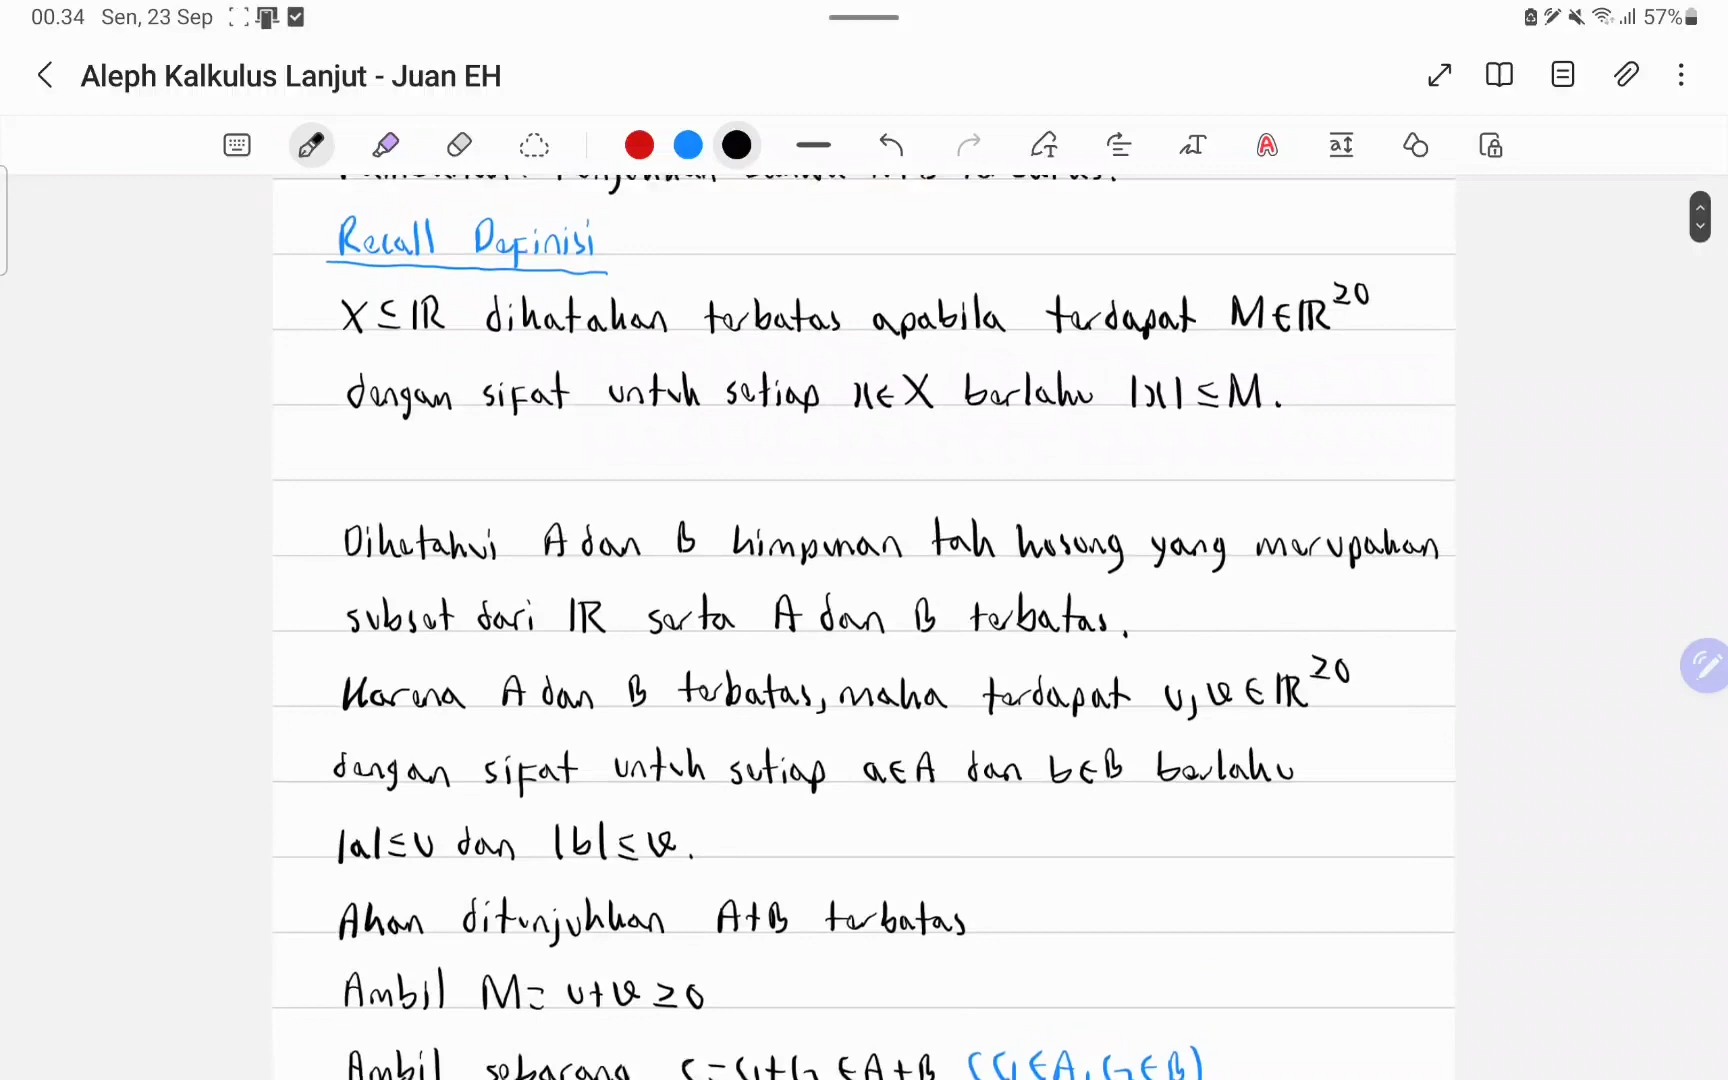 00.34 Sen, 23 Sep 57%
Aleph Kalkulus Lanjut - Juan EH
Recall Definisi
X ⊆ ℝ dikatakan terbatas apabila terdapat M ∈ ℝ^≥0
dengan sifat untuk setiap x ∈ X berlaku |x| ≤ M.
Diketahui A dan B himpunan tak kosong yang merupakan
subset dari ℝ serta A dan B terbatas.
Karena A dan B terbatas, maka terdapat u, v ∈ ℝ^≥0
dengan sifat untuk setiap a ∈ A dan b ∈ B berlaku
|a| ≤ u dan |b| ≤ v.
Akan ditunjukkan A+B terbatas
Ambil M = u+v ≥ 0
Ambil sebarang